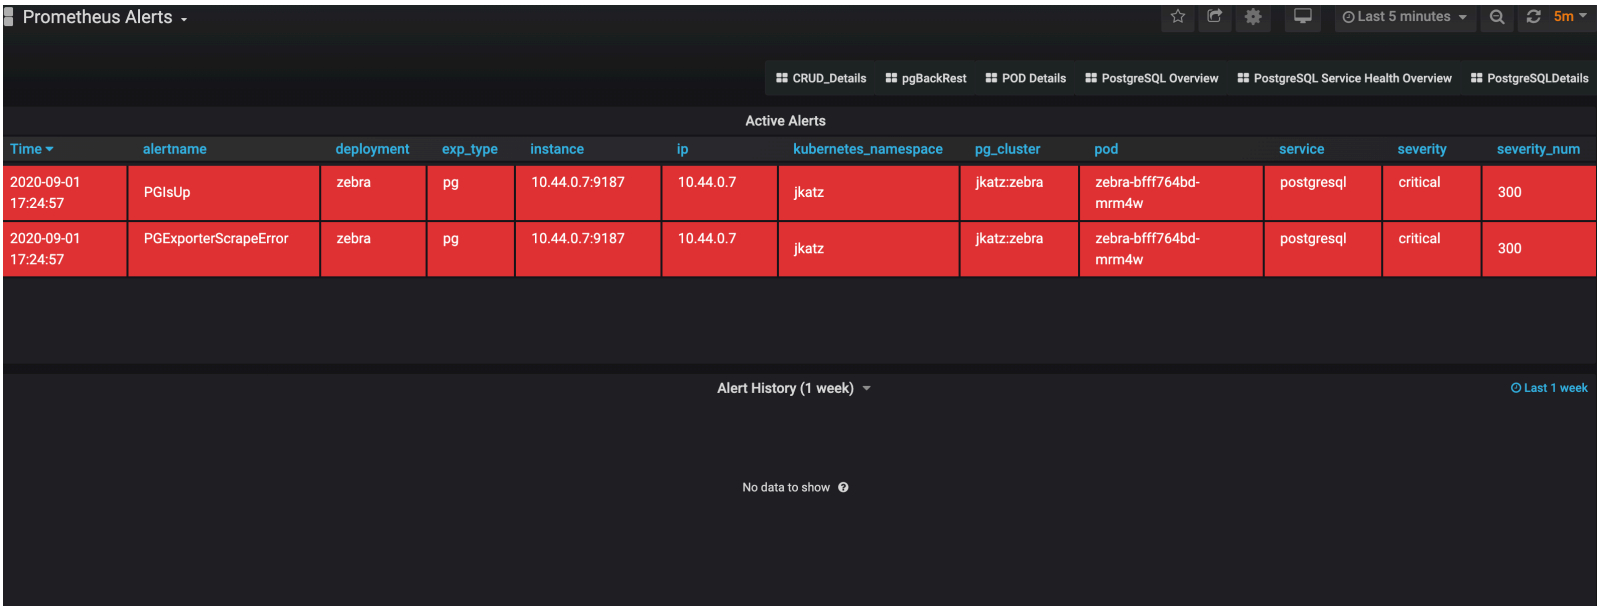 Prometheus Alerts
Last 5 minutes
5m
CRUD_Details pgBackRest POD Details PostgreSQL Overview PostgreSQL Service Health Overview PostgreSQLDetails
Active Alerts
Time alertname deployment exp_type instance ip kubernetes_namespace pg_cluster pod service severity severity_num
2020-09-01 17:24:57 PGIsUp zebra pg 10.44.0.7:9187 10.44.0.7 jkatz jkatz:zebra zebra-bfff764bd-mrm4w postgresql critical 300
2020-09-01 17:24:57 PGExporterScrapeError zebra pg 10.44.0.7:9187 10.44.0.7 jkatz jkatz:zebra zebra-bfff764bd-mrm4w postgresql critical 300
Alert History (1 week)
Last 1 week
No data to show